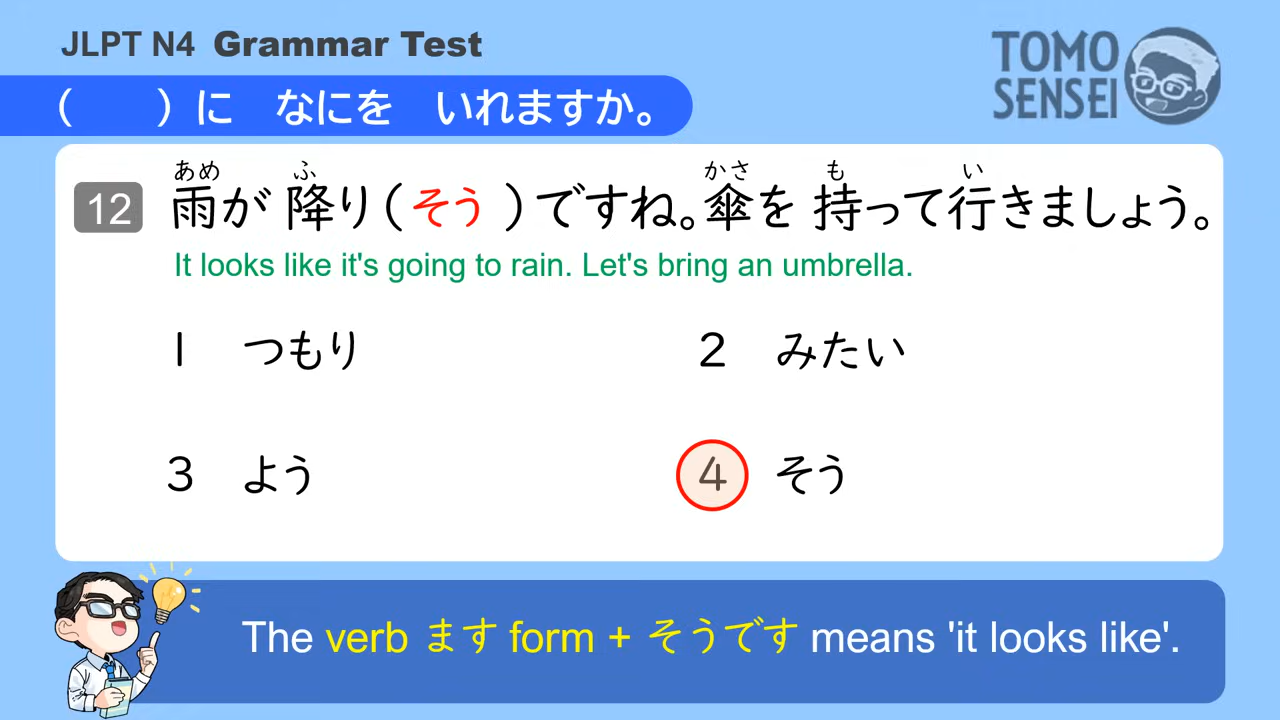 JLPT N4 Grammar Test
TOMO
SENSEI
(　　) に　なにを　いれますか。
あめ ふ かさ も い
12 雨が 降り( そう )ですね。傘を 持って行きましょう。
It looks like it's going to rain. Let's bring an umbrella.
1 つもり 2 みたい
3 よう 4 そう
The verb ます form + そうです means 'it looks like'.